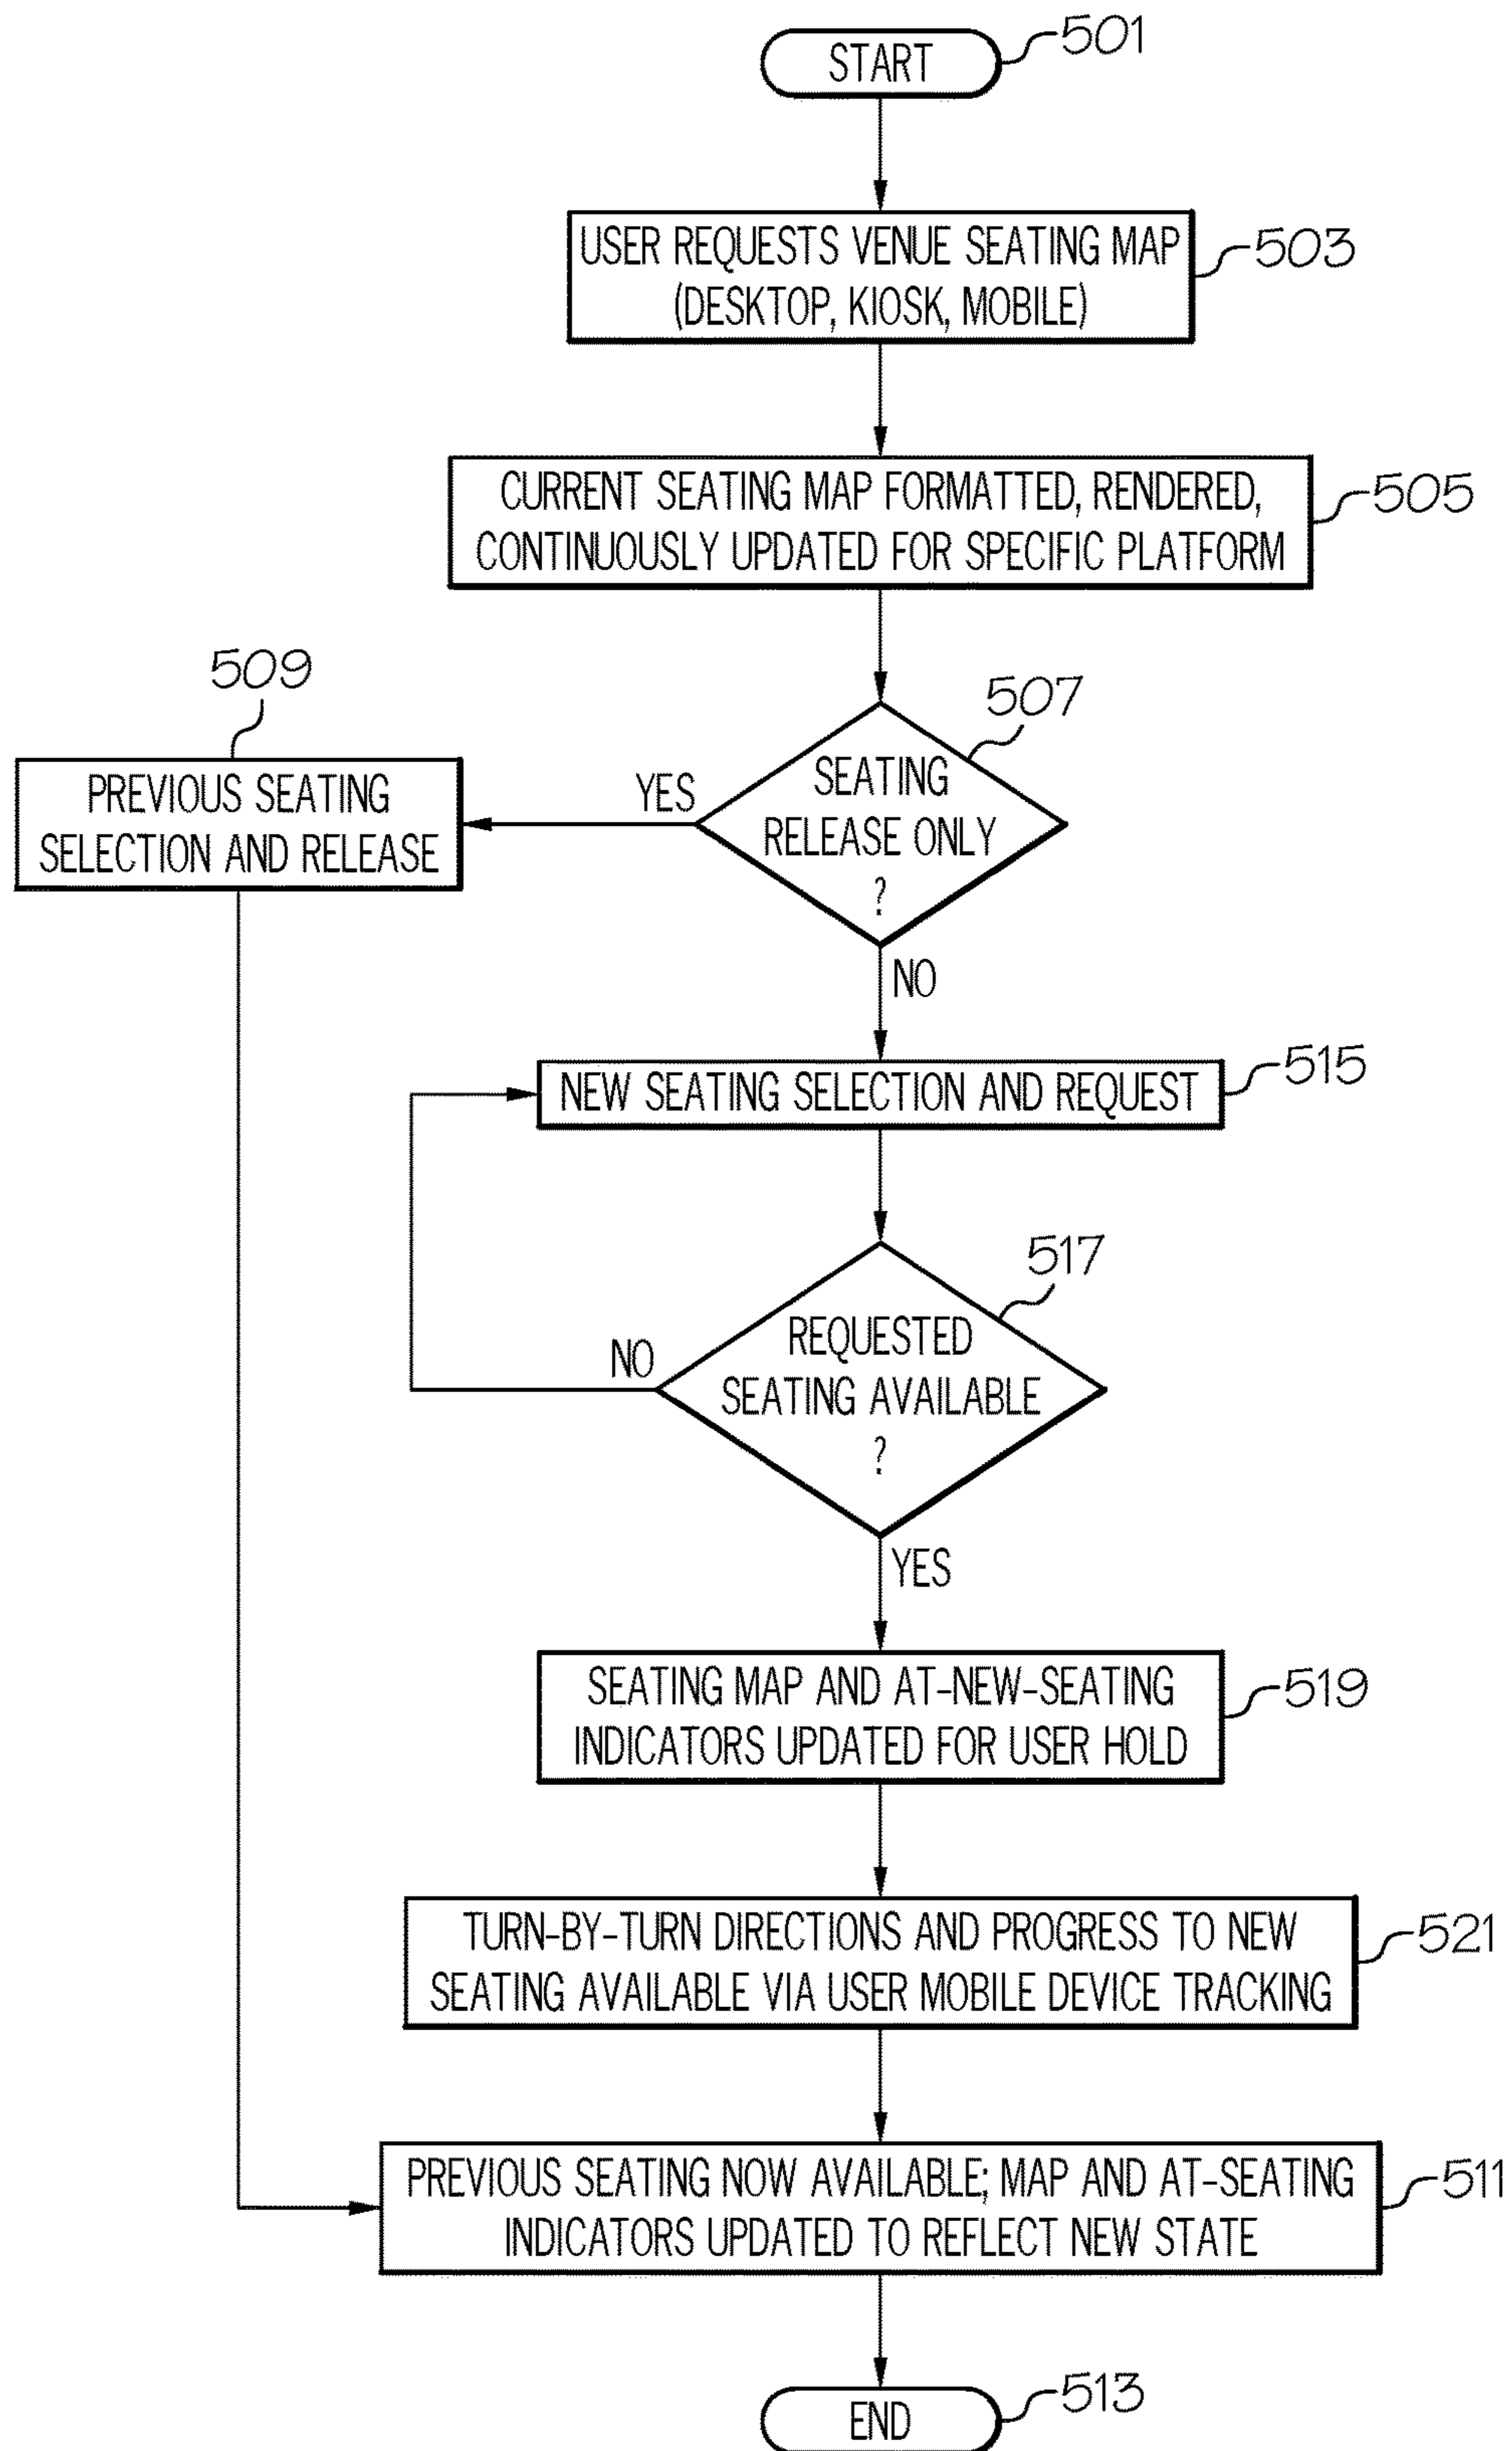 START
501
USER REQUESTS VENUE SEATING MAP
(DESKTOP, KIOSK, MOBILE)
503
CURRENT SEATING MAP FORMATTED, RENDERED,
CONTINUOUSLY UPDATED FOR SPECIFIC PLATFORM
505
509
507
PREVIOUS SEATING
SELECTION AND RELEASE
YES
SEATING
RELEASE ONLY
?
NO
NEW SEATING SELECTION AND REQUEST
515
517
NO
REQUESTED
SEATING AVAILABLE
?
YES
SEATING MAP AND AT-NEW-SEATING
INDICATORS UPDATED FOR USER HOLD
519
TURN-BY-TURN DIRECTIONS AND PROGRESS TO NEW
SEATING AVAILABLE VIA USER MOBILE DEVICE TRACKING
521
PREVIOUS SEATING NOW AVAILABLE; MAP AND AT-SEATING
INDICATORS UPDATED TO REFLECT NEW STATE
511
END
513